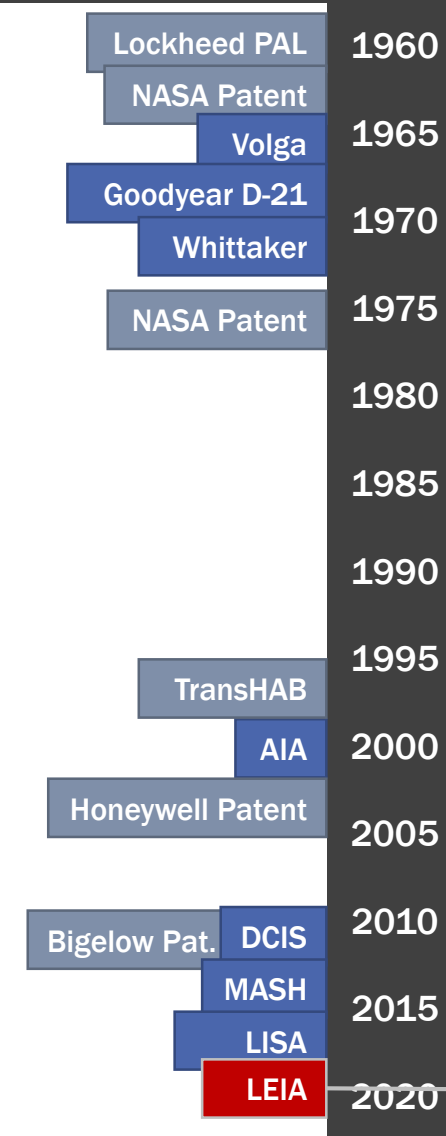 Lockheed PAL
1960
NASA Patent
Volga
1965
Goodyear D-21
1970
Whittaker
NASA Patent
1975
1980
1985
1990
1995
TransHAB
AIA
2000
Honeywell Patent
2005
Bigelow Pat.
DCIS
2010
MASH
2015
LISA
LEIA
2020